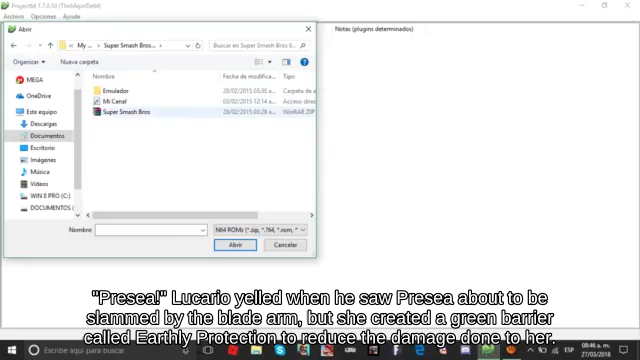 Project64 1.7.0.50 (TheMejorDe64)
Archivo Opciones Ayuda
Abrir
Notas (plugins determinados)
« My ... › Super Smash Bros... ›
Buscar en Super Smash Bros 6...
Organizar
Nueva carpeta
Nombre
Fecha de modifica...
Tipo
MEGA
OneDrive
Este equipo
Descargas
Documentos
Escritorio
Imágenes
Música
Vídeos
WIN 8 PRO (C:)
DOCUMENTOS (
Emulador 28/02/2015 03:30 a... Carpeta de a
Mi Canal 03/02/2015 12:14 a... Acceso direc
Super Smash Bros 28/02/2015 03:28 a... WinRAR ZIP
Nombre:
N64 ROMs (*.zip, *.?64, *.rom, *
Abrir
Cancelar
"Presea!" Lucario yelled when he saw Presea about to be
slammed by the blade arm, but she created a green barrier
called Earthly Protection to reduce the damage done to her.
Escribe aquí para buscar
ESP
08:46 a.m.
27/03/2018